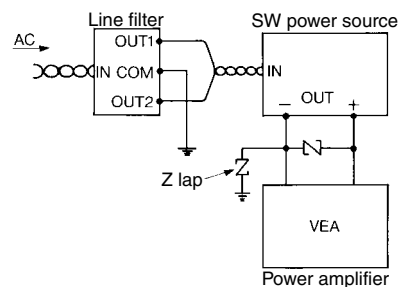 Line filter
SW power source
AC
OUT1
IN COM
OUT2
IN
OUT
− +
Z lap
VEA
Power amplifier